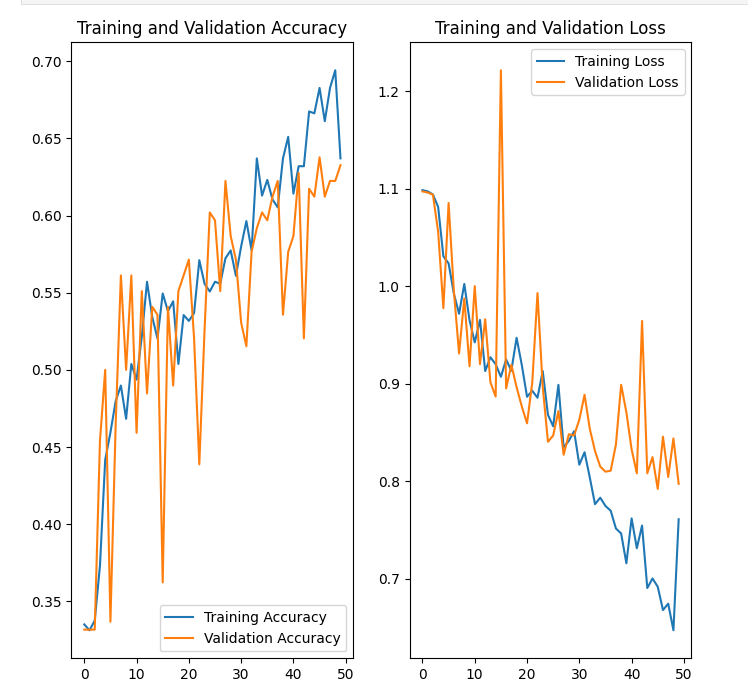 Training and Validation Accuracy
0.70
0.65
0.60
0.55
0.50
0.45
0.40
0.35
Training Accuracy
Validation Accuracy
0 10 20 30 40 50
Training and Validation Loss
Training Loss
Validation Loss
1.2
1.1
1.0
0.9
0.8
0.7
0 10 20 30 40 50